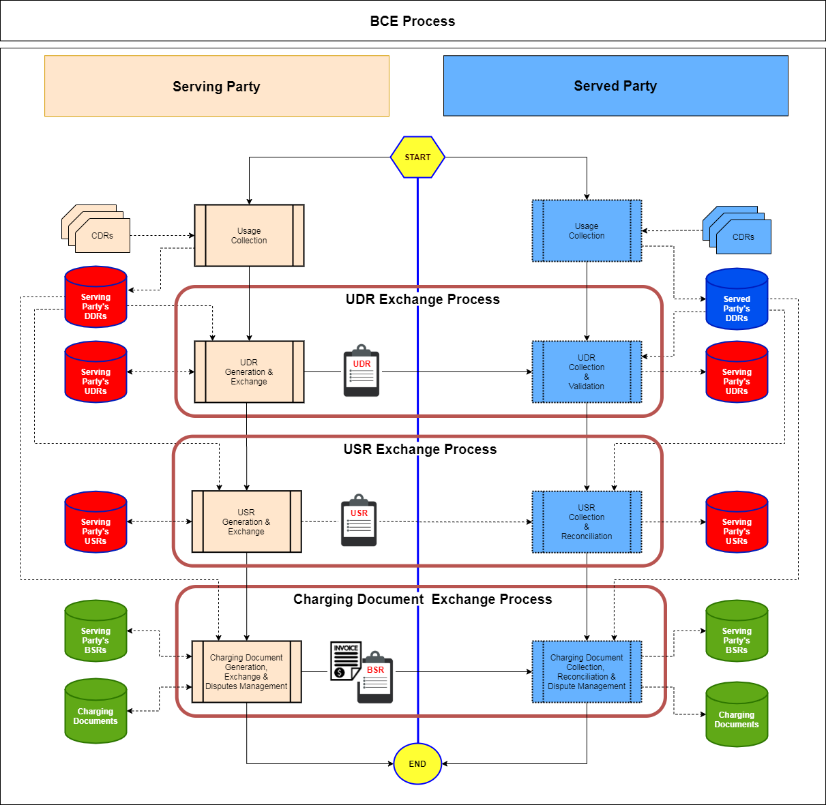 BCE Process
Serving Party
Served Party
START
CDRs
Usage
Collection
Usage
Collection
CDRs
Serving
Party's
DDRs
Served
Party's
DDRs
UDR Exchange Process
Serving
Party's
UDRs
UDR
Generation &
Exchange
UDR
UDR
Collection
&
Validation
Serving
Party's
UDRs
USR Exchange Process
Serving
Party's
USRs
USR
Generation &
Exchange
USR
USR
Collection
&
Reconciliation
Serving
Party's
USRs
Charging Document Exchange Process
Serving
Party's
BSRs
Charging Document
Generation,
Exchange &
Disputes Management
INVOICE
$
BSR
Charging Document
Collection,
Reconciliation &
Dispute Management
Serving
Party's
BSRs
Charging
Documents
Charging
Documents
END